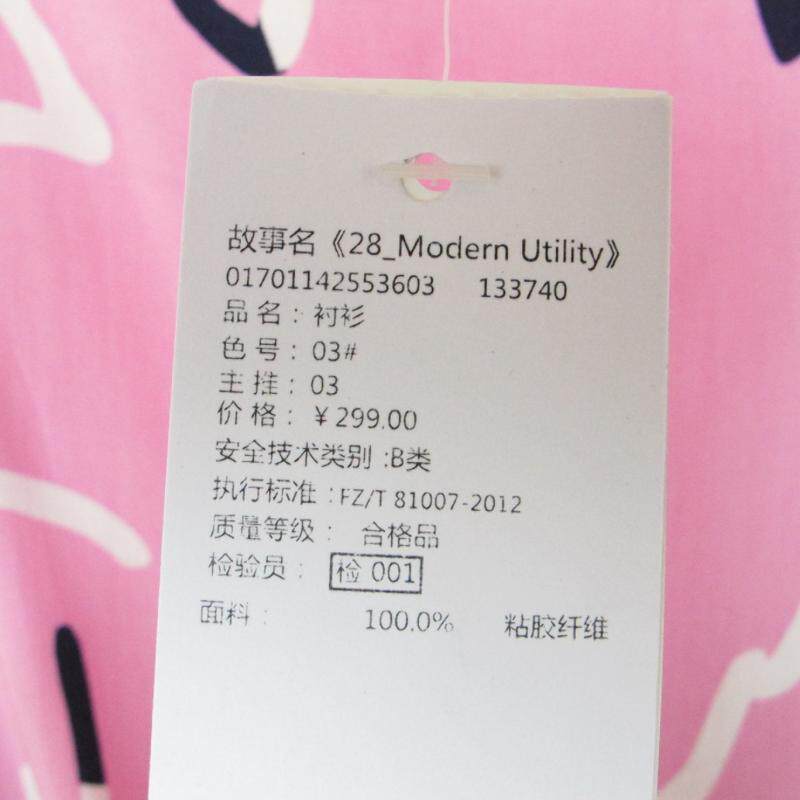 故事名《28_Modern Utility》
01701142553603 133740
品名：衬衫
色号：03#
主推：03
价格：￥299.00
安全技术类别:B类
执行标准:FZ/T 81007-2012
质量等级：合格品
检验员：检 001
面料： 100.0% 粘胶纤维